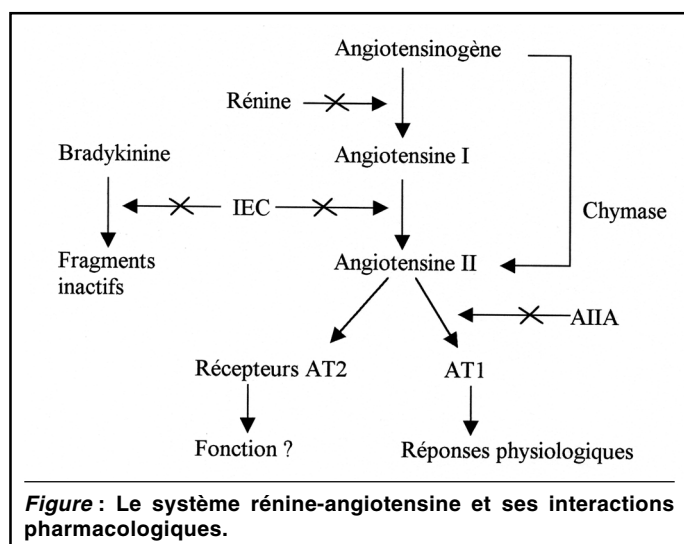 Angiotensinogène
Rénine
Bradykinine
Angiotensine I
IEC
Chymase
Fragments
inactifs
Angiotensine II
AIIA
Récepteurs AT2
AT1
Fonction ?
Réponses physiologiques
Figure : Le système rénine-angiotensine et ses interactions
pharmacologiques.